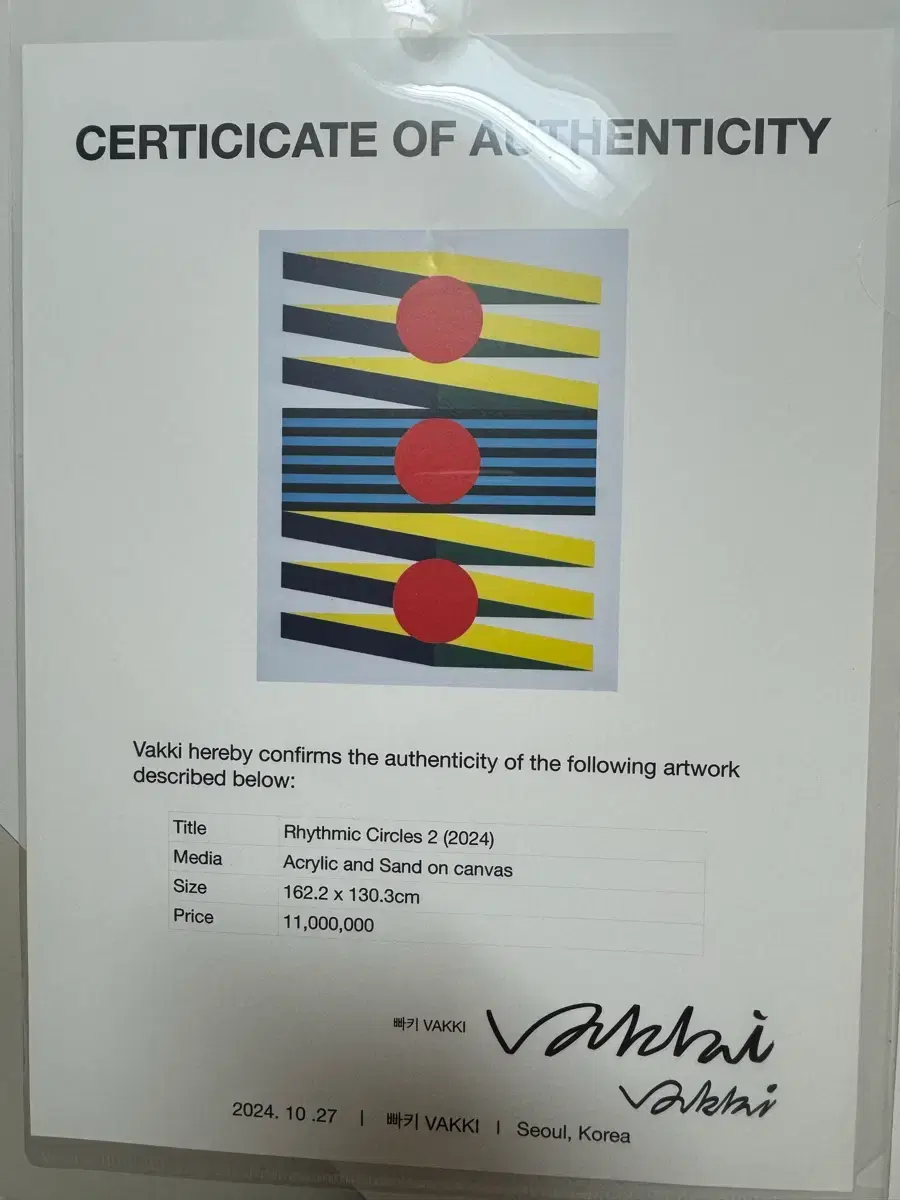 CERTICICATE OF AUTHENTICITY
Vakki hereby confirms the authenticity of the following artwork
described below:
Title Rhythmic Circles 2 (2024)
Media Acrylic and Sand on canvas
Size 162.2 x 130.3cm
Price 11,000,000
빠키 VAKKI Vakki
Vakki
2024. 10 .27 | 빠키 VAKKI | Seoul, Korea